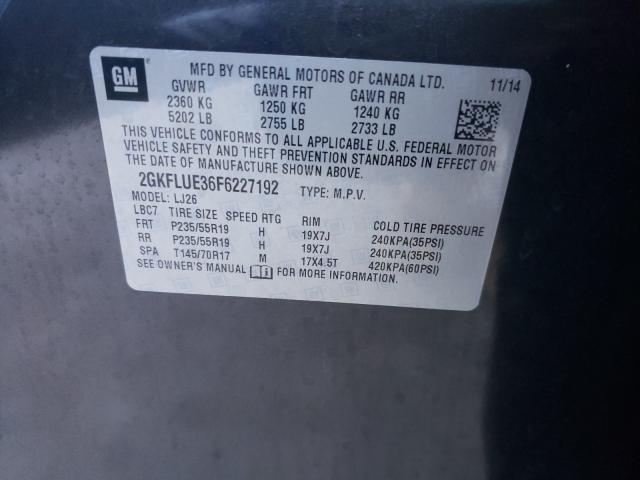 GM
MFD BY GENERAL MOTORS OF CANADA LTD. 11/14
GVWR GAWR FRT GAWR RR
2360 KG 1250 KG 1240 KG
5202 LB 2755 LB 2733 LB
THIS VEHICLE CONFORMS TO ALL APPLICABLE U.S. FEDERAL MOTOR
VEHICLE SAFETY AND THEFT PREVENTION STANDARDS IN EFFECT ON
THE DATE OF MANUFACTURE SHOWN ABOVE.
2GKFLUE36F6227192 TYPE: M.P.V.
MODEL: LJ26
LBC7 TIRE SIZE SPEED RTG RIM COLD TIRE PRESSURE
FRT P235/55R19 H 19X7J 240KPA(35PSI)
RR P235/55R19 H 19X7J 240KPA(35PSI)
SPA T145/70R17 M 17X4.5T 420KPA(60PSI)
SEE OWNER'S MANUAL FOR MORE INFORMATION.